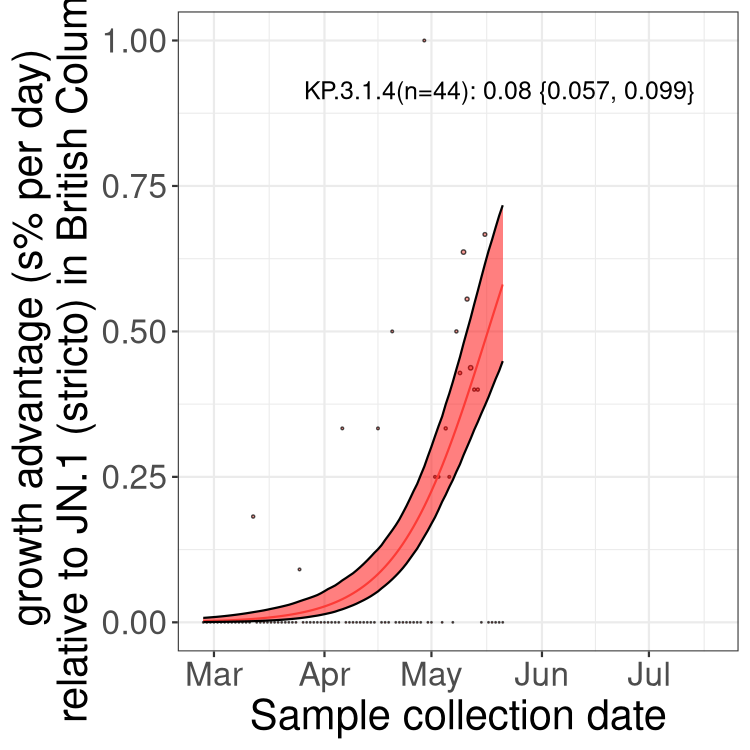 growth advantage (s% per day)
relative to JN.1 (stricto) in British Colum
1.00
0.75
0.50
0.25
0.00
KP.3.1.4(n=44): 0.08 {0.057, 0.099}
Mar Apr May Jun Jul
Sample collection date